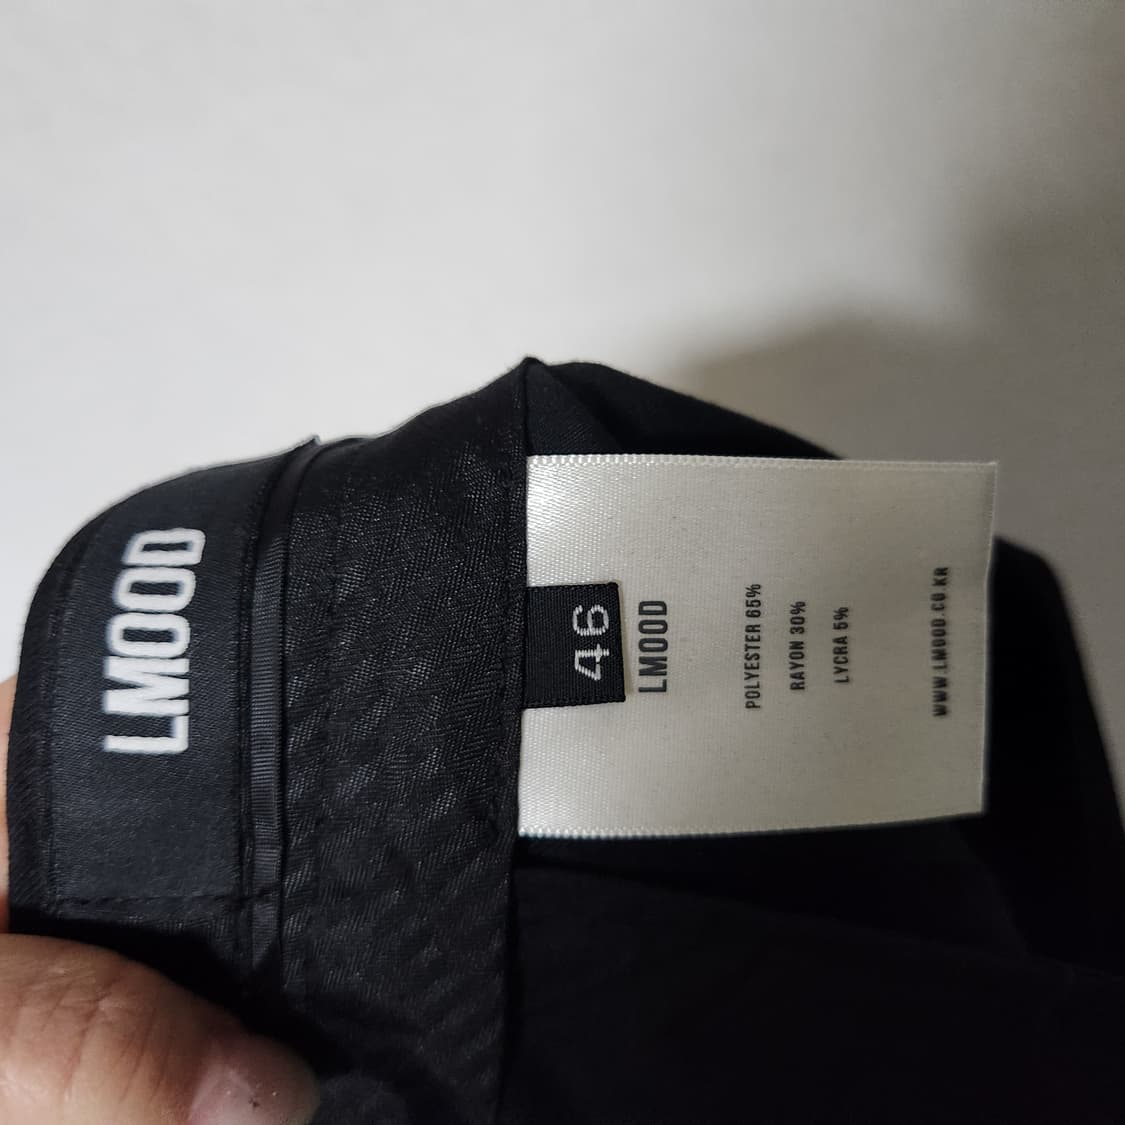 LMOOD
46
LMOOD
POLYESTER 65%
RAYON 30%
LYCRA 5%
WWW.LMOOD.CO.KR